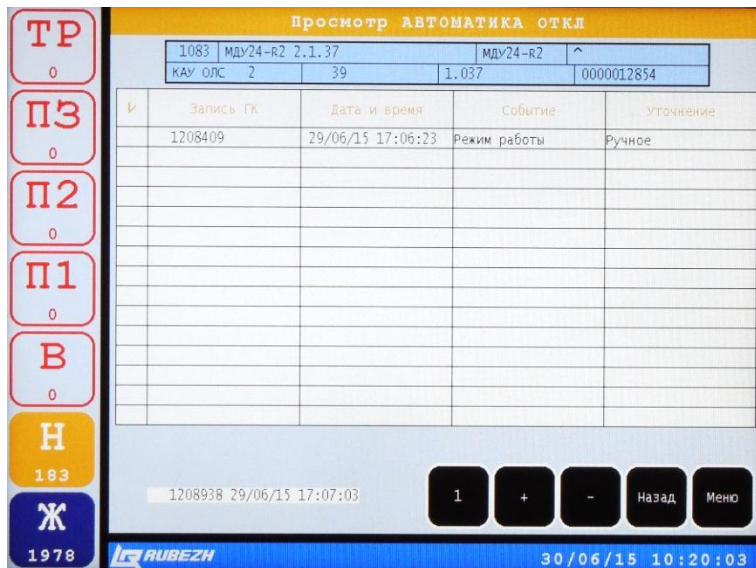 Просмотр АВТОМАТИКА ОТКЛ
ТР
0
ПЗ
0
П2
0
П1
0
В
0
Н
183
Ж
1978
1083 МДУ24-R2 2.1.37 МДУ24-R2 ^
КАУ ОЛС 2 39 1.037 0000012854
V Запись ГК Дата и время Событие Уточнение
1208409 29/06/15 17:06:23 Режим работы Ручное
1208938 29/06/15 17:07:03
1 + - Назад Меню
RUBEZH 30/06/15 10:20:03